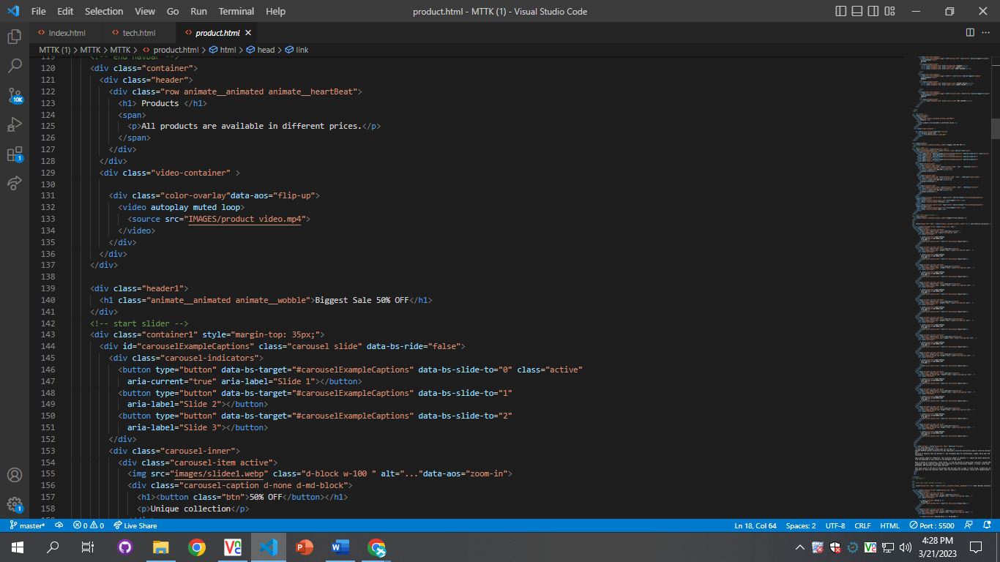 File Edit Selection View Go Run Terminal Help product.html - MTTK (1) - Visual Studio Code
Index.html tech.html product.html
MTTK (1) > MTTK > MTTK > product.html > html > head > link
119 <!-- end navbar -->
120 <div class="container">
121 <div class="header">
122 <div class="row animate__animated animate__heartBeat">
123 <h1> Products </h1>
124 <span>
125 <p>All products are available in different prices.</p>
126 </span>
127 </div>
128 </div>
129 <div class="video-container" >
130
131 <div class="color-ovarlay"data-aos="flip-up">
132 <video autoplay muted loop>
133 <source src="IMAGES/product video.mp4">
134 </video>
135 </div>
136 </div>
137 </div>
138
139 <div class="header1">
140 <h1 class="animate__animated animate__wobble">Biggest Sale 50% OFF</h1>
141 </div>
142 <!-- start slider -->
143 <div class="container1" style="margin-top: 35px;">
144 <div id="carouselExampleCaptions" class="carousel slide" data-bs-ride="false">
145 <div class="carousel-indicators">
146 <button type="button" data-bs-target="#carouselExampleCaptions" data-bs-slide-to="0" class="active"
147 aria-current="true" aria-label="Slide 1"></button>
148 <button type="button" data-bs-target="#carouselExampleCaptions" data-bs-slide-to="1"
149 aria-label="Slide 2"></button>
150 <button type="button" data-bs-target="#carouselExampleCaptions" data-bs-slide-to="2"
151 aria-label="Slide 3"></button>
152 </div>
153 <div class="carousel-inner">
154 <div class="carousel-item active">
155 <img src="images/slidee1.webp" class="d-block w-100 " alt="..."data-aos="zoom-in">
156 <div class="carousel-caption d-none d-md-block">
157 <h1><button class="btn">50% OFF</button></h1>
158 <p>Unique collection</p>
10K
1
1
master* 0 0 Live Share Ln 18, Col 64 Spaces: 2 UTF-8 CRLF HTML Port : 5500
4:28 PM
3/21/2023